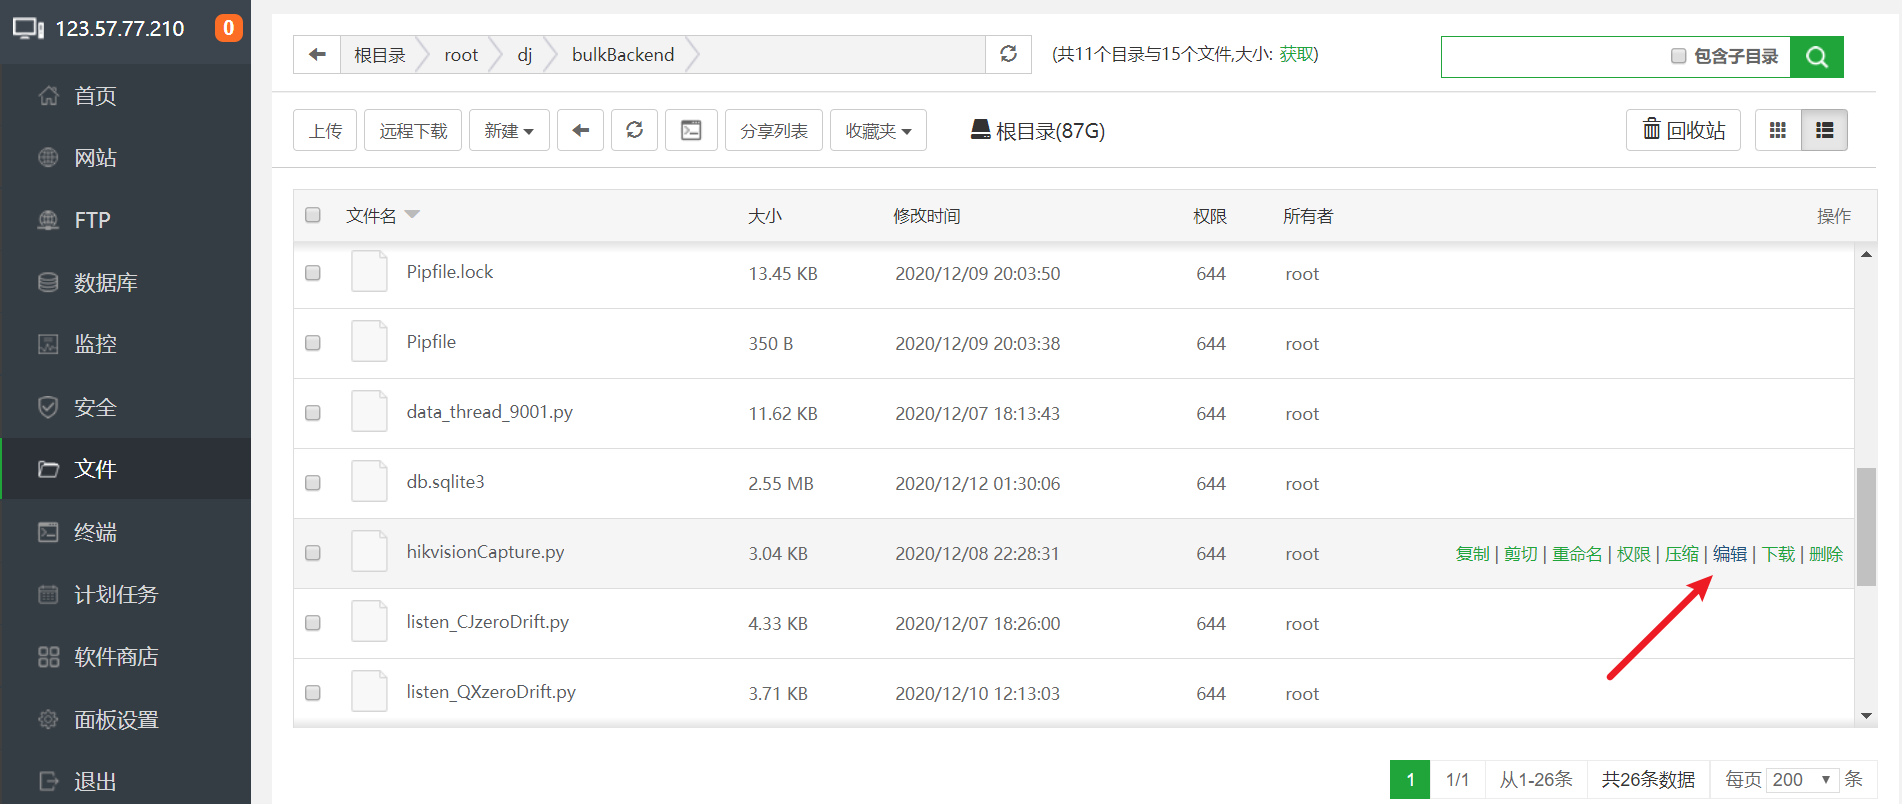 123.57.77.210 0
首页
网站
FTP
数据库
监控
安全
文件
终端
计划任务
软件商店
面板设置
退出
根目录 root dj bulkBackend (共11个目录与15个文件,大小: 获取) 包含子目录
上传 远程下载 新建 分享列表 收藏夹 根目录(87G) 回收站
文件名 大小 修改时间 权限 所有者 操作
Pipfile.lock 13.45 KB 2020/12/09 20:03:50 644 root
Pipfile 350 B 2020/12/09 20:03:38 644 root
data_thread_9001.py 11.62 KB 2020/12/07 18:13:43 644 root
db.sqlite3 2.55 MB 2020/12/12 01:30:06 644 root
hikvisionCapture.py 3.04 KB 2020/12/08 22:28:31 644 root 复制 | 剪切 | 重命名 | 权限 | 压缩 | 编辑 | 下载 | 删除
listen_CJzeroDrift.py 4.33 KB 2020/12/07 18:26:00 644 root
listen_QXzeroDrift.py 3.71 KB 2020/12/10 12:13:03 644 root
1 1/1 从1-26条 共26条数据 每页 200 条